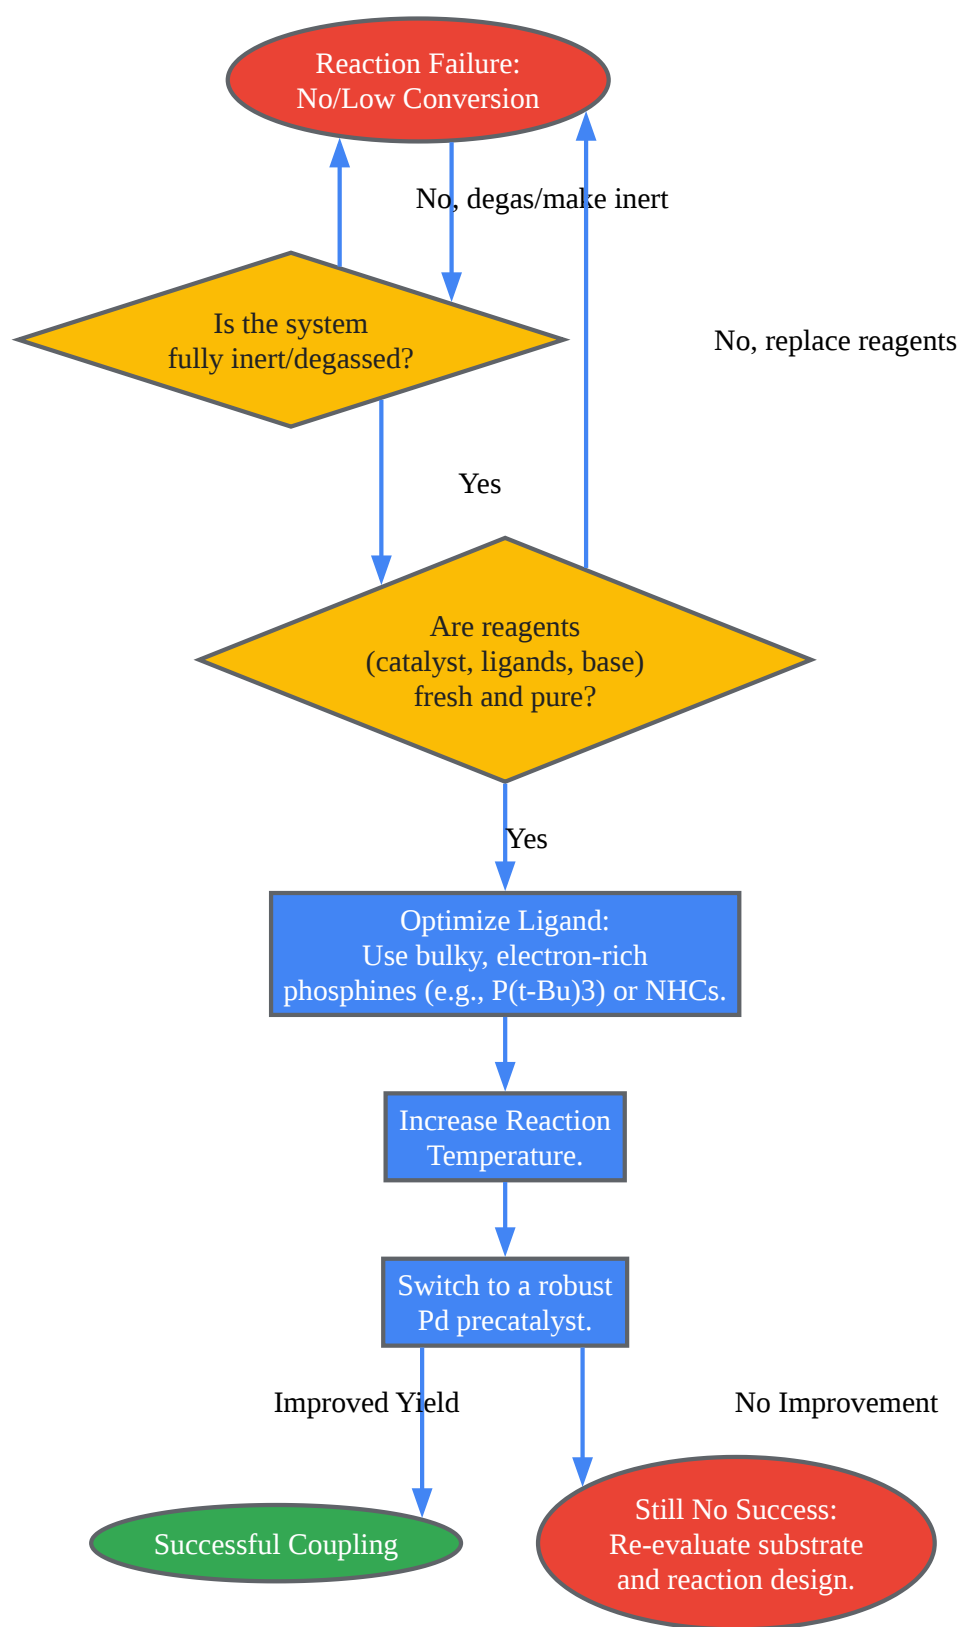 Reaction Failure:
No/Low Conversion
No, degas/make inert
Is the system
fully inert/degassed?
No, replace reagents
Yes
Are reagents
(catalyst, ligands, base)
fresh and pure?
Yes
Optimize Ligand:
Use bulky, electron-rich
phosphines (e.g., P(t-Bu)3) or NHCs.
Increase Reaction
Temperature.
Switch to a robust
Pd precatalyst.
Improved Yield
No Improvement
Successful Coupling
Still No Success:
Re-evaluate substrate
and reaction design.